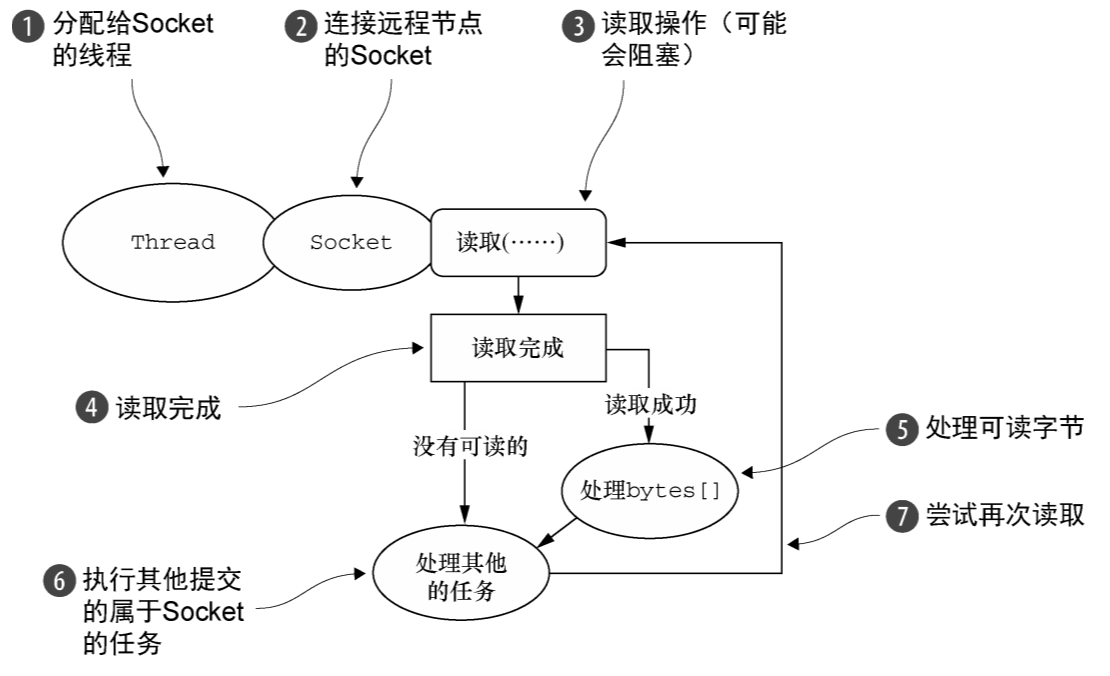 1 分配给Socket
的线程
2 连接远程节点
的Socket
3 读取操作（可能
会阻塞）
Thread
Socket
读取(……)
读取完成
4 读取完成
读取成功
没有可读的
5 处理可读字节
处理bytes[]
7 尝试再次读取
处理其他
的任务
6 执行其他提交
的属于Socket
的任务